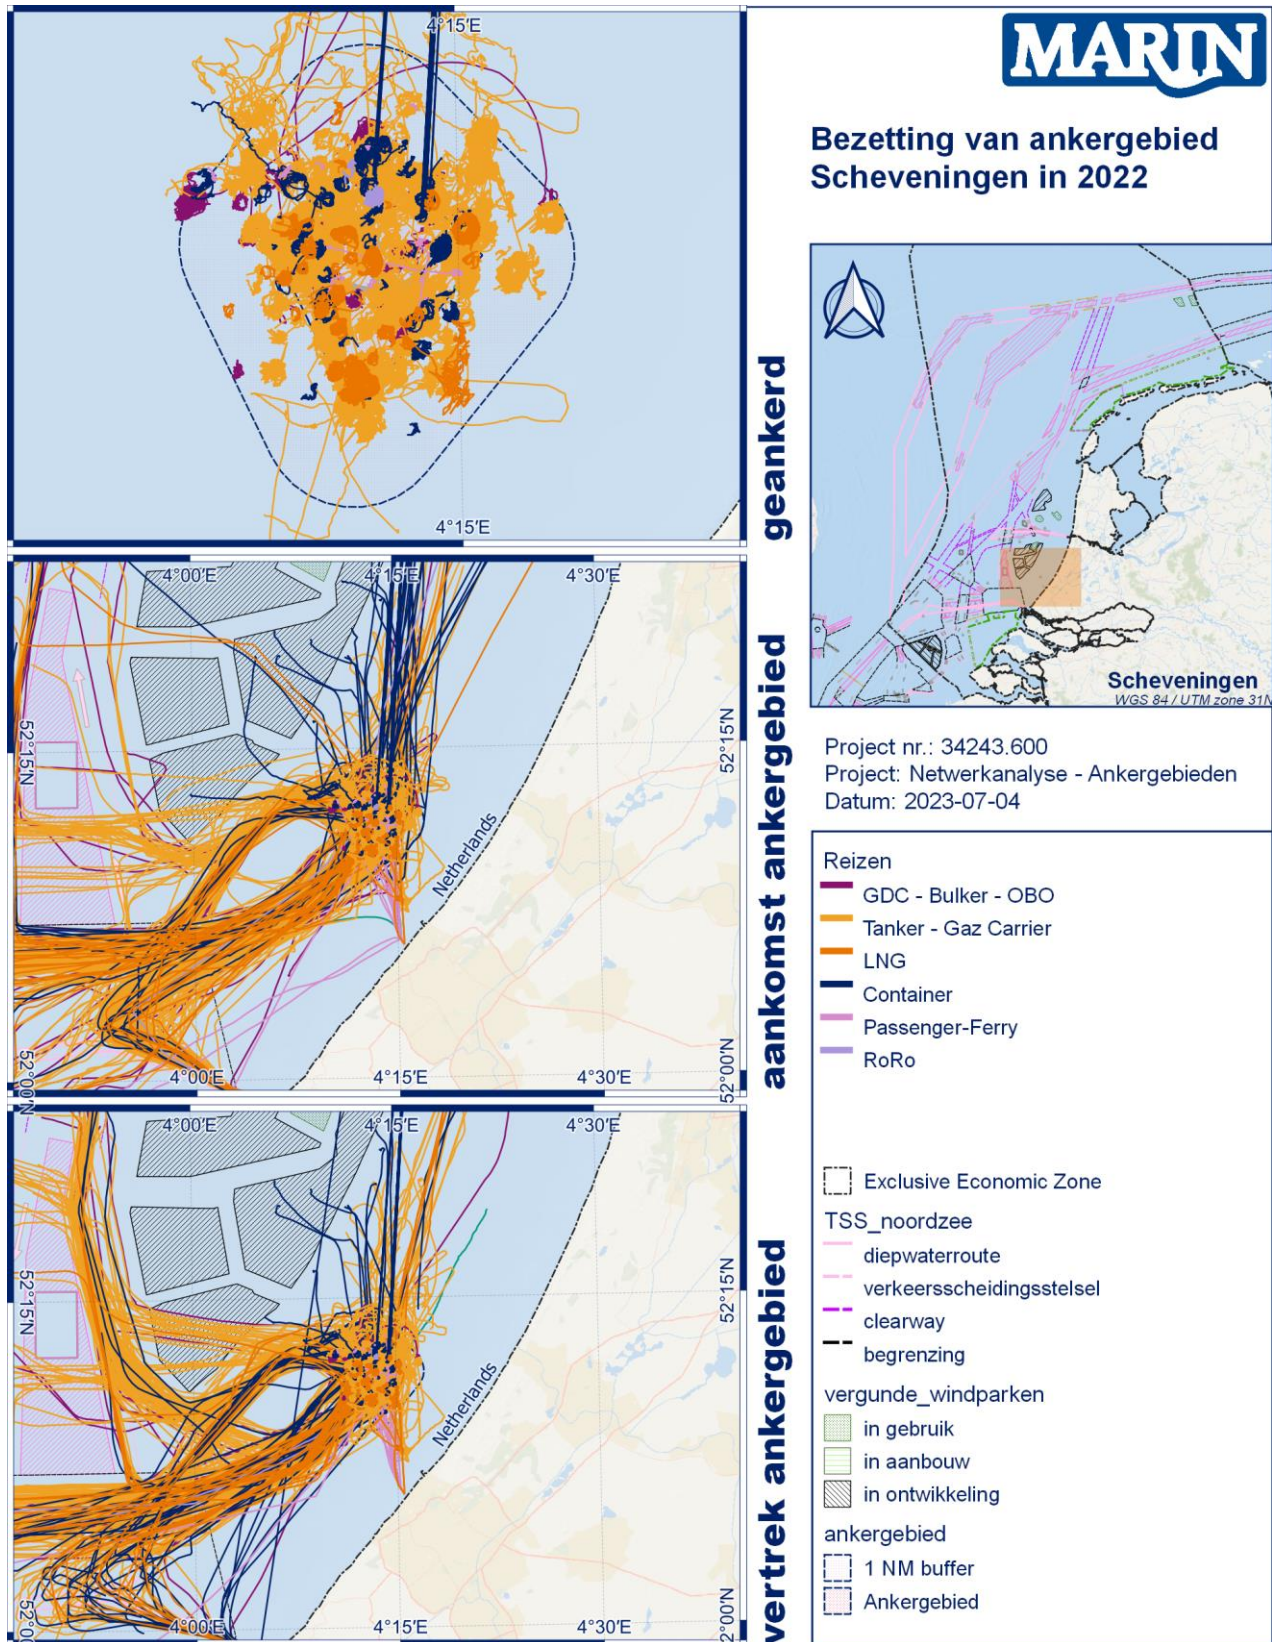 MARIN
Bezetting van ankergebied
Scheveningen in 2022
4°15'E
4°15'E
geankerd
Scheveningen
WGS 84 / UTM zone 31N
4°00'E
4°15'E
4°30'E
52°15'N
52°15'N
Netherlands
52°00'N
52°00'N
4°00'E
4°15'E
4°30'E
aankomst ankergebied
Project nr.: 34243.600
Project: Netwerkanalyse - Ankergebieden
Datum: 2023-07-04
Reizen
GDC - Bulker - OBO
Tanker - Gaz Carrier
LNG
Container
Passenger-Ferry
RoRo
Exclusive Economic Zone
TSS_noordzee
diepwaterroute
verkeersscheidingsstelsel
clearway
begrenzing
vergunde_windparken
in gebruik
in aanbouw
in ontwikkeling
ankergebied
1 NM buffer
Ankergebied
4°00'E
4°15'E
4°30'E
52°15'N
52°15'N
Netherlands
52°00
2°00'N
4°00'E
4°15'E
4°30'E
vertrek ankergebied